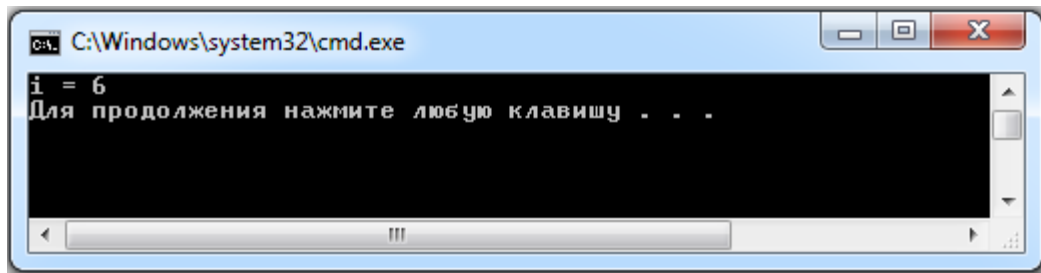 C:\Windows\system32\cmd.exe
i = 6
Для продолжения нажмите любую клавишу . . .